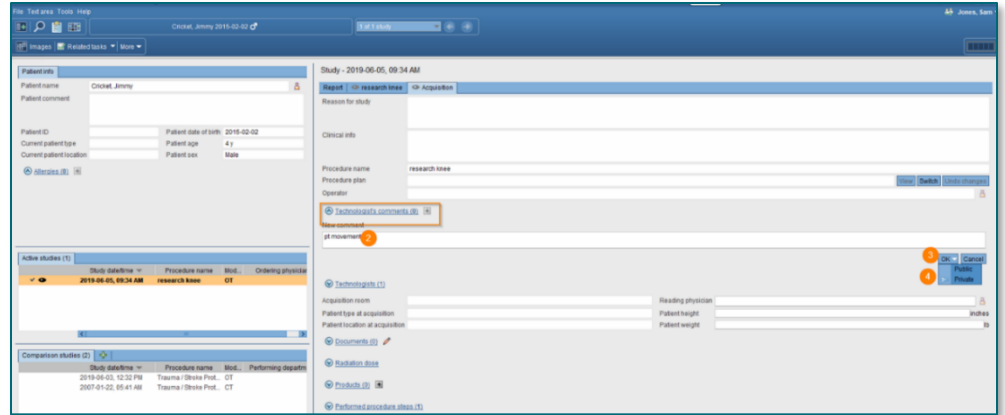 File Text area Tools Help
Jones, Sam
Cricket, Jimmy 2015-02-02
1 of 1 study
Images Related tasks More
Patient info
Patient name Cricket, Jimmy
Patient comment
Patient ID Patient date of birth 2015-02-02
Current patient type Patient age 4 y
Current patient location Patient sex Male
Allergies (0)
Active studies (1)
Study date/time Procedure name Mod... Ordering physician
2019-06-05, 09:34 AM research knee OT
Comparison studies (2)
Study date/time Procedure name Mod... Performing departm
2018-06-03, 12:32 PM Trauma / Stroke Prot... OT
2007-01-22, 05:41 AM Trauma / Stroke Prot... CT
Study - 2019-06-05, 09:34 AM
Report research knee Acquisition
Reason for study
Clinical info
Procedure name research knee
Procedure plan View Switch Undo changes
Operator
Technologist's comments (0)
New comment
pt movement 2
3 OK Cancel
Public
4 Private
Technologists (1)
Acquisition room Reading physician
Patient type at acquisition Patient height inches
Patient location at acquisition Patient weight lb
Documents (0)
Radiation dose
Products (0)
Performed procedure steps (1)